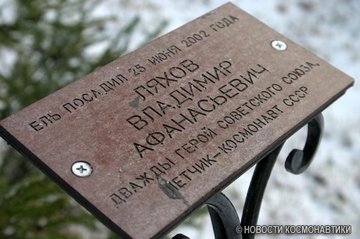 ЕЛЬ ПОСАДИЛ 25 ИЮНЯ 2002 ГОДА
ЛЯХОВ
ВЛАДИМИР
АФАНАСЬЕВИЧ
ДВАЖДЫ ГЕРОЙ СОВЕТСКОГО СОЮЗА,
ЛЕТЧИК-КОСМОНАВТ СССР
© НОВОСТИ КОСМОНАВТИКИ